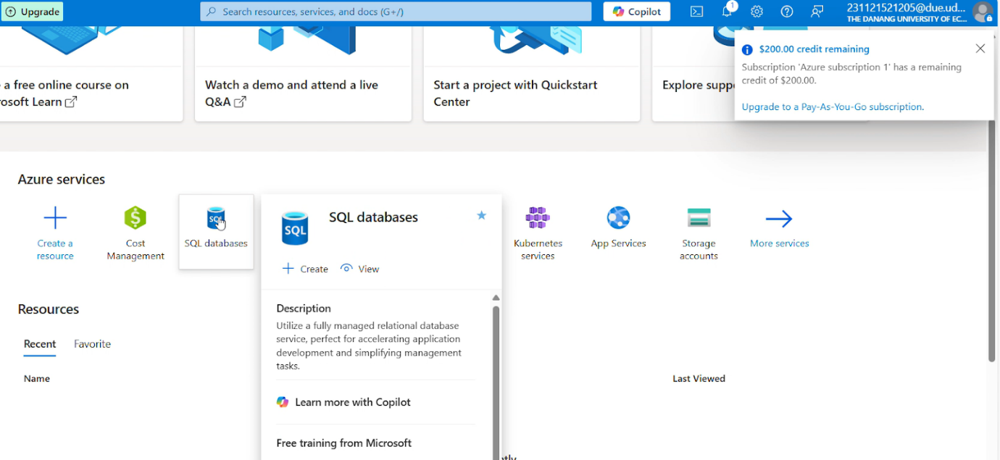 Upgrade
Search resources, services, and docs (G+/)
Copilot
1
231121521205@due.ud...
THE DANANG UNIVERSITY OF EC...
$200.00 credit remaining
Subscription 'Azure subscription 1' has a remaining
credit of $200.00.
Upgrade to a Pay-As-You-Go subscription.
a free online course on
rosoft Learn
Watch a demo and attend a live
Q&A
Start a project with Quickstart
Center
Explore supp
Azure services
Create a
resource
Cost
Management
SQL
SQL databases
SQL
SQL databases
Create
View
Kubernetes
services
App Services
Storage
accounts
More services
Description
Utilize a fully managed relational database
service, perfect for accelerating application
development and simplifying management
tasks.
Learn more with Copilot
Free training from Microsoft
Resources
Recent
Favorite
Name
Last Viewed